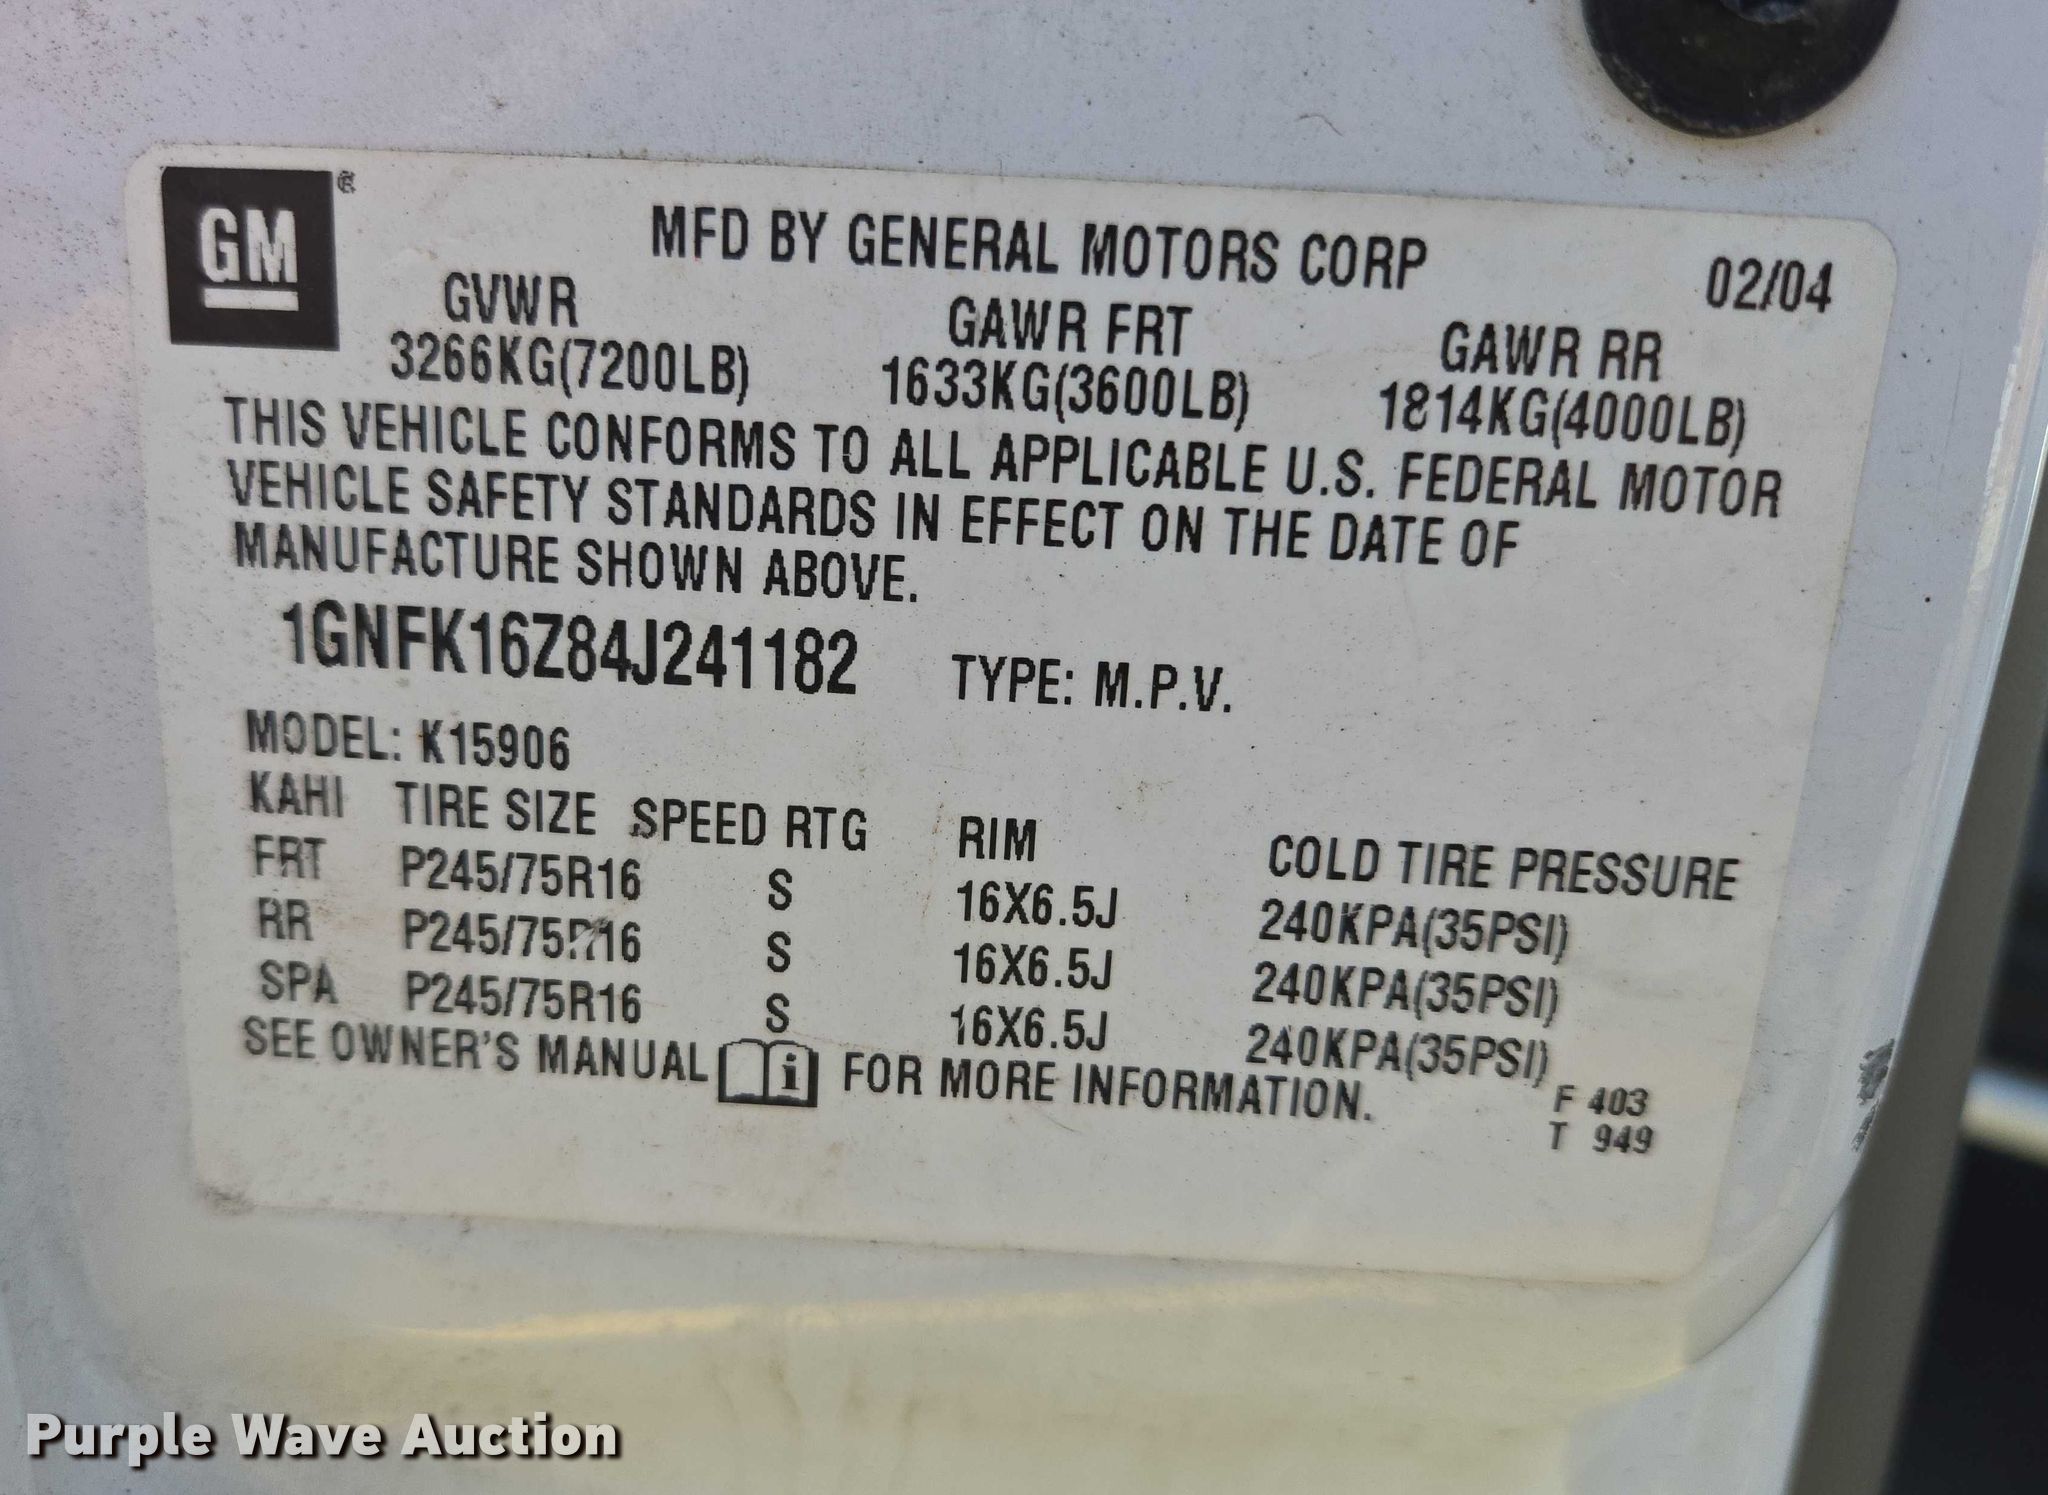 GM ®
MFD BY GENERAL MOTORS CORP 02/04
GVWR GAWR FRT GAWR RR
3266KG(7200LB) 1633KG(3600LB) 1814KG(4000LB)
THIS VEHICLE CONFORMS TO ALL APPLICABLE U.S. FEDERAL MOTOR
VEHICLE SAFETY STANDARDS IN EFFECT ON THE DATE OF
MANUFACTURE SHOWN ABOVE.
1GNFK16Z84J241182 TYPE: M.P.V.
MODEL: K15906
KAHI TIRE SIZE SPEED RTG RIM COLD TIRE PRESSURE
FRT P245/75R16 S 16X6.5J 240KPA(35PSI)
RR P245/75R16 S 16X6.5J 240KPA(35PSI)
SPA P245/75R16 S 16X6.5J 240KPA(35PSI)
SEE OWNER'S MANUAL i FOR MORE INFORMATION.
F 403
T 949
Purple Wave Auction